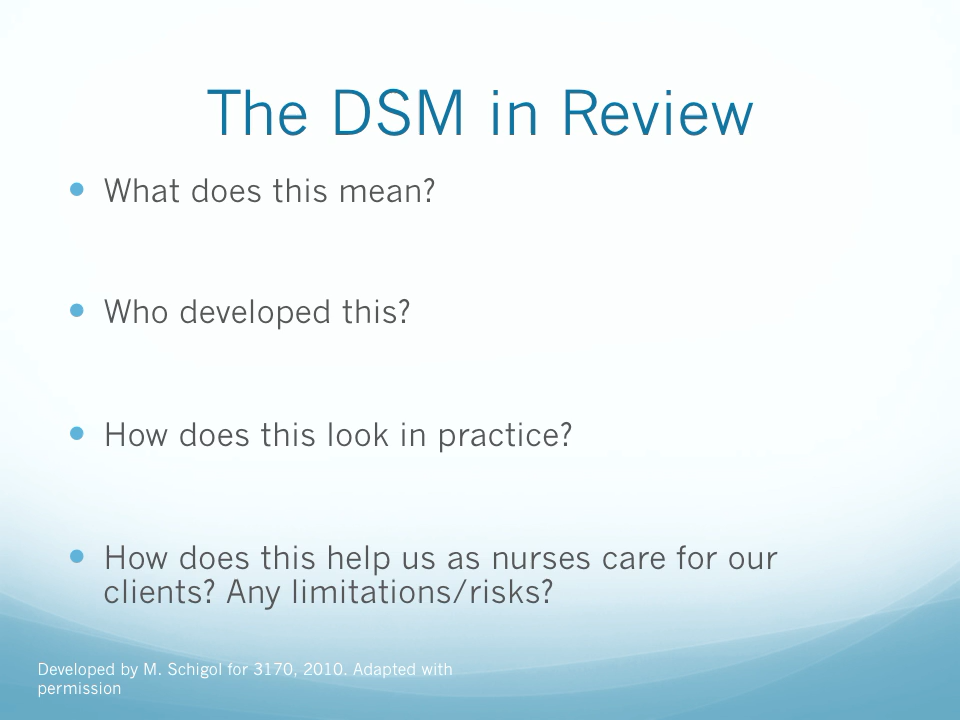 The DSM in Review
• What does this mean?
• Who developed this?
• How does this look in practice?
• How does this help us as nurses care for our
clients? Any limitations/risks?
Developed by M. Schigol for 3170, 2010. Adapted with
permission